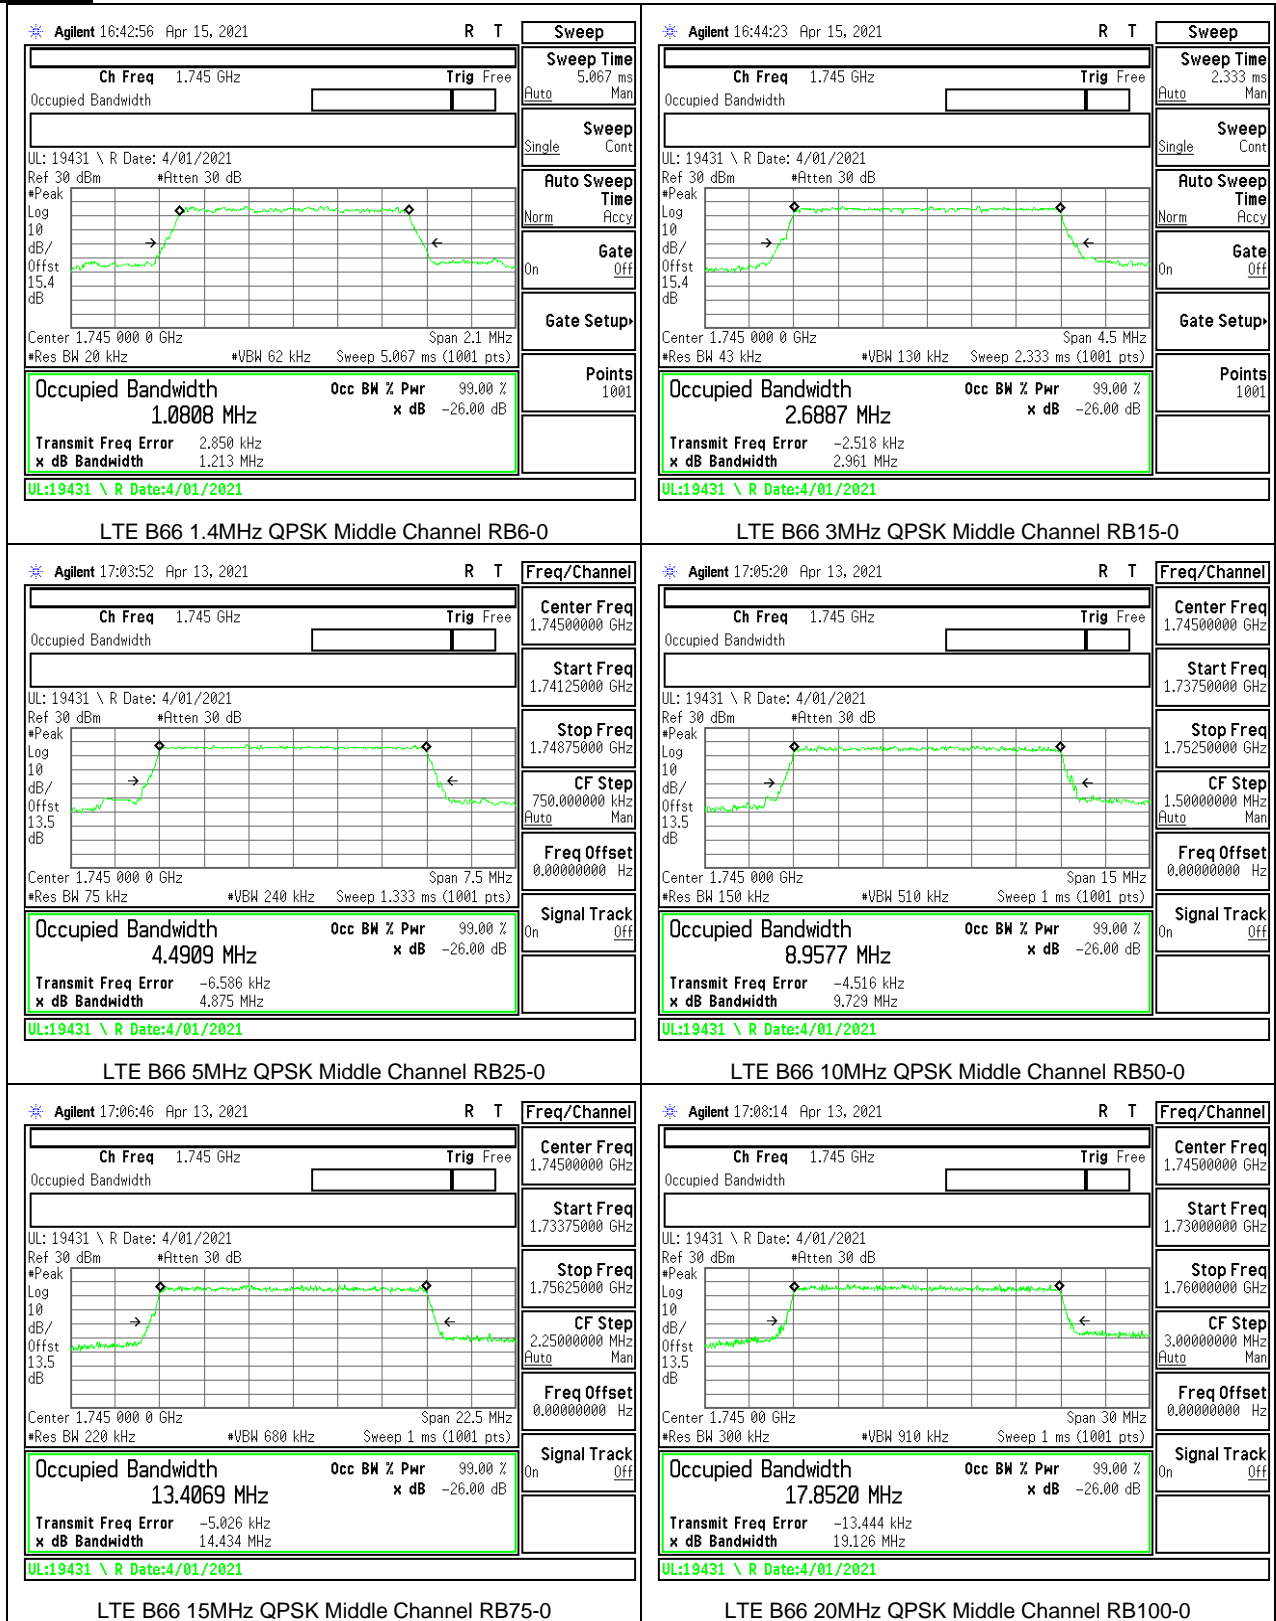 Agilent 16:42:56 Apr 15, 2021 R T Sweep
Ch Freq 1.745 GHz Trig Free
Occupied Bandwidth
UL: 19431 \ R Date: 4/01/2021
Ref 30 dBm #Atten 30 dB
#Peak
Log
10
dB/
Offst
15.4
dB
Center 1.745 000 0 GHz Span 2.1 MHz
#Res BW 20 kHz #VBW 62 kHz Sweep 5.067 ms (1001 pts)
Occupied Bandwidth Occ BW % Pwr 99.00 %
1.0808 MHz x dB -26.00 dB
Transmit Freq Error 2.850 kHz
x dB Bandwidth 1.213 MHz
UL:19431 \ R Date:4/01/2021
Sweep Time
5.067 ms
Auto Man
Sweep
Single Cont
Auto Sweep
Time
Norm Accy
Gate
On Off
Gate Setup
Points
1001
LTE B66 1.4MHz QPSK Middle Channel RB6-0
Agilent 16:44:23 Apr 15, 2021 R T Sweep
Ch Freq 1.745 GHz Trig Free
Occupied Bandwidth
UL: 19431 \ R Date: 4/01/2021
Ref 30 dBm #Atten 30 dB
#Peak
Log
10
dB/
Offst
15.4
dB
Center 1.745 000 0 GHz Span 4.5 MHz
#Res BW 43 kHz #VBW 130 kHz Sweep 2.333 ms (1001 pts)
Occupied Bandwidth Occ BW % Pwr 99.00 %
2.6887 MHz x dB -26.00 dB
Transmit Freq Error -2.518 kHz
x dB Bandwidth 2.961 MHz
UL:19431 \ R Date:4/01/2021
Sweep Time
2.333 ms
Auto Man
Sweep
Single Cont
Auto Sweep
Time
Norm Accy
Gate
On Off
Gate Setup
Points
1001
LTE B66 3MHz QPSK Middle Channel RB15-0
Agilent 17:03:52 Apr 13, 2021 R T Freq/Channel
Ch Freq 1.745 GHz Trig Free
Occupied Bandwidth
UL: 19431 \ R Date: 4/01/2021
Ref 30 dBm #Atten 30 dB
#Peak
Log
10
dB/
Offst
13.5
dB
Center 1.745 000 0 GHz Span 7.5 MHz
#Res BW 75 kHz #VBW 240 kHz Sweep 1.333 ms (1001 pts)
Occupied Bandwidth Occ BW % Pwr 99.00 %
4.4909 MHz x dB -26.00 dB
Transmit Freq Error -6.586 kHz
x dB Bandwidth 4.875 MHz
UL:19431 \ R Date:4/01/2021
Center Freq
1.74500000 GHz
Start Freq
1.74125000 GHz
Stop Freq
1.74875000 GHz
CF Step
750.000000 kHz
Auto Man
Freq Offset
0.00000000 Hz
Signal Track
On Off
LTE B66 5MHz QPSK Middle Channel RB25-0
Agilent 17:05:20 Apr 13, 2021 R T Freq/Channel
Ch Freq 1.745 GHz Trig Free
Occupied Bandwidth
UL: 19431 \ R Date: 4/01/2021
Ref 30 dBm #Atten 30 dB
#Peak
Log
10
dB/
Offst
13.5
dB
Center 1.745 000 GHz Span 15 MHz
#Res BW 150 kHz #VBW 510 kHz Sweep 1 ms (1001 pts)
Occupied Bandwidth Occ BW % Pwr 99.00 %
8.9577 MHz x dB -26.00 dB
Transmit Freq Error -4.516 kHz
x dB Bandwidth 9.729 MHz
UL:19431 \ R Date:4/01/2021
Center Freq
1.74500000 GHz
Start Freq
1.73750000 GHz
Stop Freq
1.75250000 GHz
CF Step
1.50000000 MHz
Auto Man
Freq Offset
0.00000000 Hz
Signal Track
On Off
LTE B66 10MHz QPSK Middle Channel RB50-0
Agilent 17:06:46 Apr 13, 2021 R T Freq/Channel
Ch Freq 1.745 GHz Trig Free
Occupied Bandwidth
UL: 19431 \ R Date: 4/01/2021
Ref 30 dBm #Atten 30 dB
#Peak
Log
10
dB/
Offst
13.5
dB
Center 1.745 000 0 GHz Span 22.5 MHz
#Res BW 220 kHz #VBW 680 kHz Sweep 1 ms (1001 pts)
Occupied Bandwidth Occ BW % Pwr 99.00 %
13.4069 MHz x dB -26.00 dB
Transmit Freq Error -5.026 kHz
x dB Bandwidth 14.434 MHz
UL:19431 \ R Date:4/01/2021
Center Freq
1.74500000 GHz
Start Freq
1.73375000 GHz
Stop Freq
1.75625000 GHz
CF Step
2.25000000 MHz
Auto Man
Freq Offset
0.00000000 Hz
Signal Track
On Off
LTE B66 15MHz QPSK Middle Channel RB75-0
Agilent 17:08:14 Apr 13, 2021 R T Freq/Channel
Ch Freq 1.745 GHz Trig Free
Occupied Bandwidth
UL: 19431 \ R Date: 4/01/2021
Ref 30 dBm #Atten 30 dB
#Peak
Log
10
dB/
Offst
13.5
dB
Center 1.745 00 GHz Span 30 MHz
#Res BW 300 kHz #VBW 910 kHz Sweep 1 ms (1001 pts)
Occupied Bandwidth Occ BW % Pwr 99.00 %
17.8520 MHz x dB -26.00 dB
Transmit Freq Error -13.444 kHz
x dB Bandwidth 19.126 MHz
UL:19431 \ R Date:4/01/2021
Center Freq
1.74500000 GHz
Start Freq
1.73000000 GHz
Stop Freq
1.76000000 GHz
CF Step
3.00000000 MHz
Auto Man
Freq Offset
0.00000000 Hz
Signal Track
On Off
LTE B66 20MHz QPSK Middle Channel RB100-0